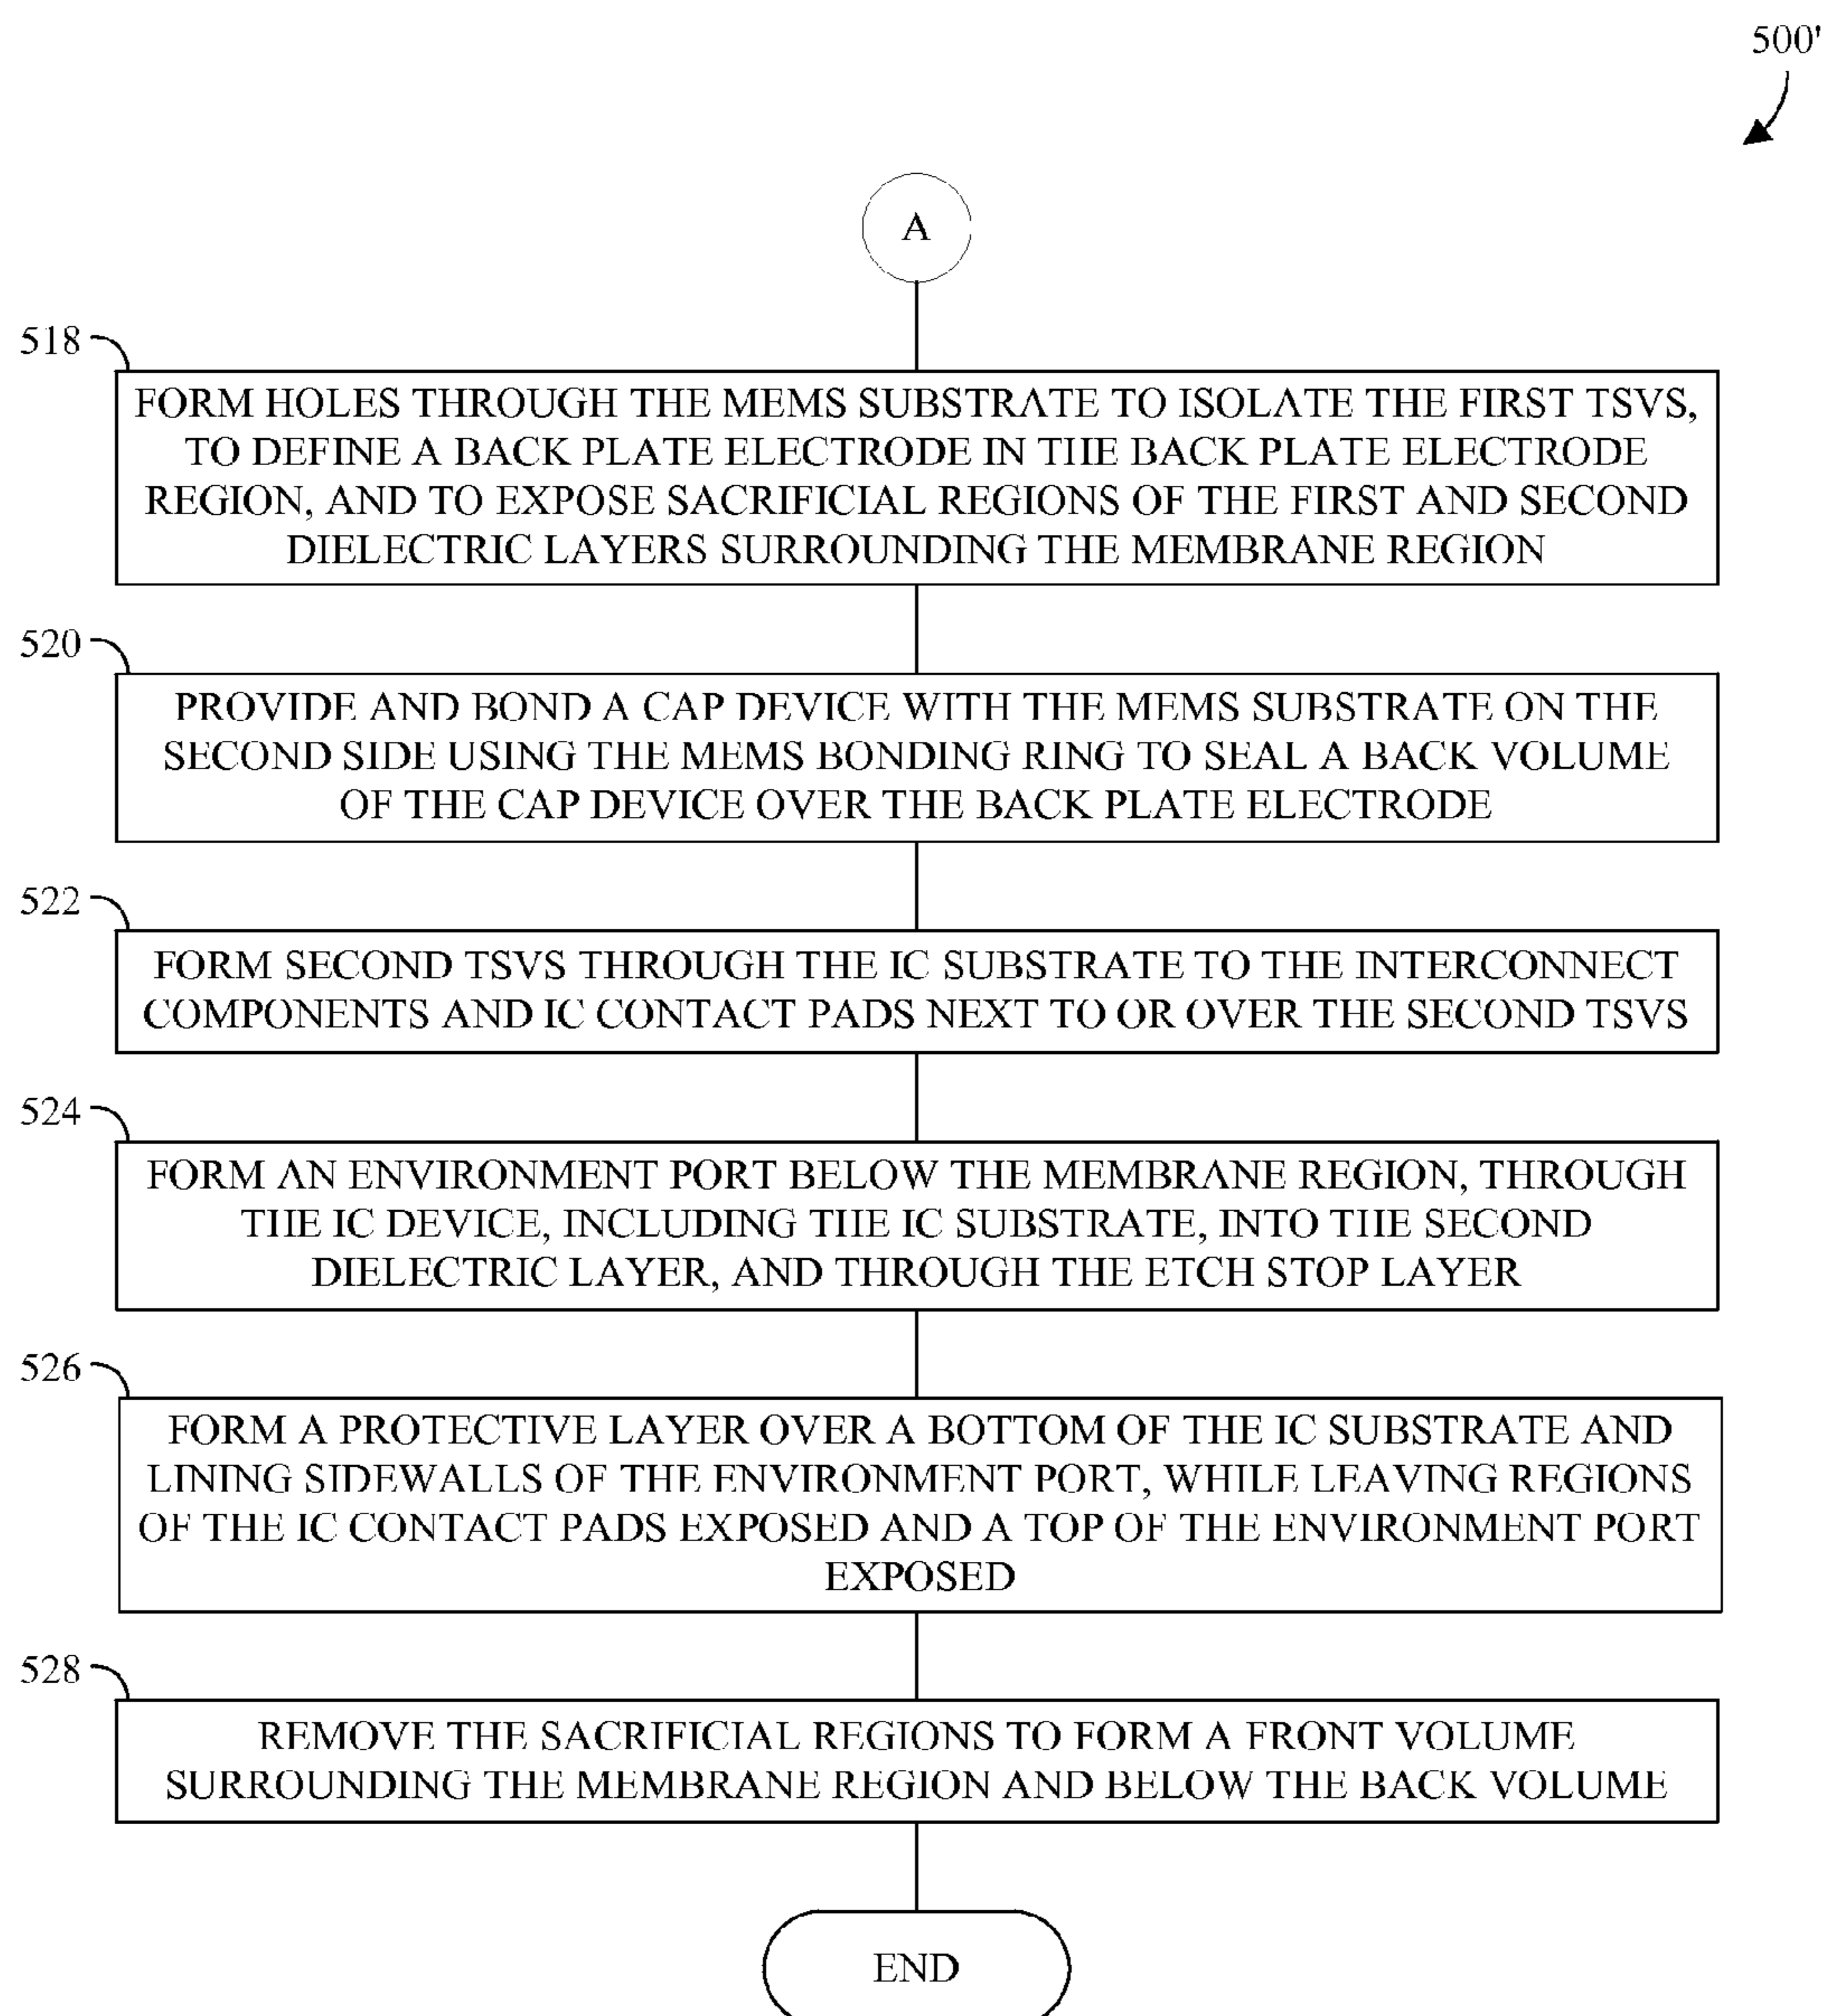 500'
A
518
FORM HOLES THROUGH THE MEMS SUBSTRATE TO ISOLATE THE FIRST TSVS,
TO DEFINE A BACK PLATE ELECTRODE IN THE BACK PLATE ELECTRODE
REGION, AND TO EXPOSE SACRIFICIAL REGIONS OF THE FIRST AND SECOND
DIELECTRIC LAYERS SURROUNDING THE MEMBRANE REGION
520
PROVIDE AND BOND A CAP DEVICE WITH THE MEMS SUBSTRATE ON THE
SECOND SIDE USING THE MEMS BONDING RING TO SEAL A BACK VOLUME
OF THE CAP DEVICE OVER THE BACK PLATE ELECTRODE
522
FORM SECOND TSVS THROUGH THE IC SUBSTRATE TO THE INTERCONNECT
COMPONENTS AND IC CONTACT PADS NEXT TO OR OVER THE SECOND TSVS
524
FORM AN ENVIRONMENT PORT BELOW THE MEMBRANE REGION, THROUGH
THE IC DEVICE, INCLUDING THE IC SUBSTRATE, INTO THE SECOND
DIELECTRIC LAYER, AND THROUGH THE ETCH STOP LAYER
526
FORM A PROTECTIVE LAYER OVER A BOTTOM OF THE IC SUBSTRATE AND
LINING SIDEWALLS OF THE ENVIRONMENT PORT, WHILE LEAVING REGIONS
OF THE IC CONTACT PADS EXPOSED AND A TOP OF THE ENVIRONMENT PORT
EXPOSED
528
REMOVE THE SACRIFICIAL REGIONS TO FORM A FRONT VOLUME
SURROUNDING THE MEMBRANE REGION AND BELOW THE BACK VOLUME
END